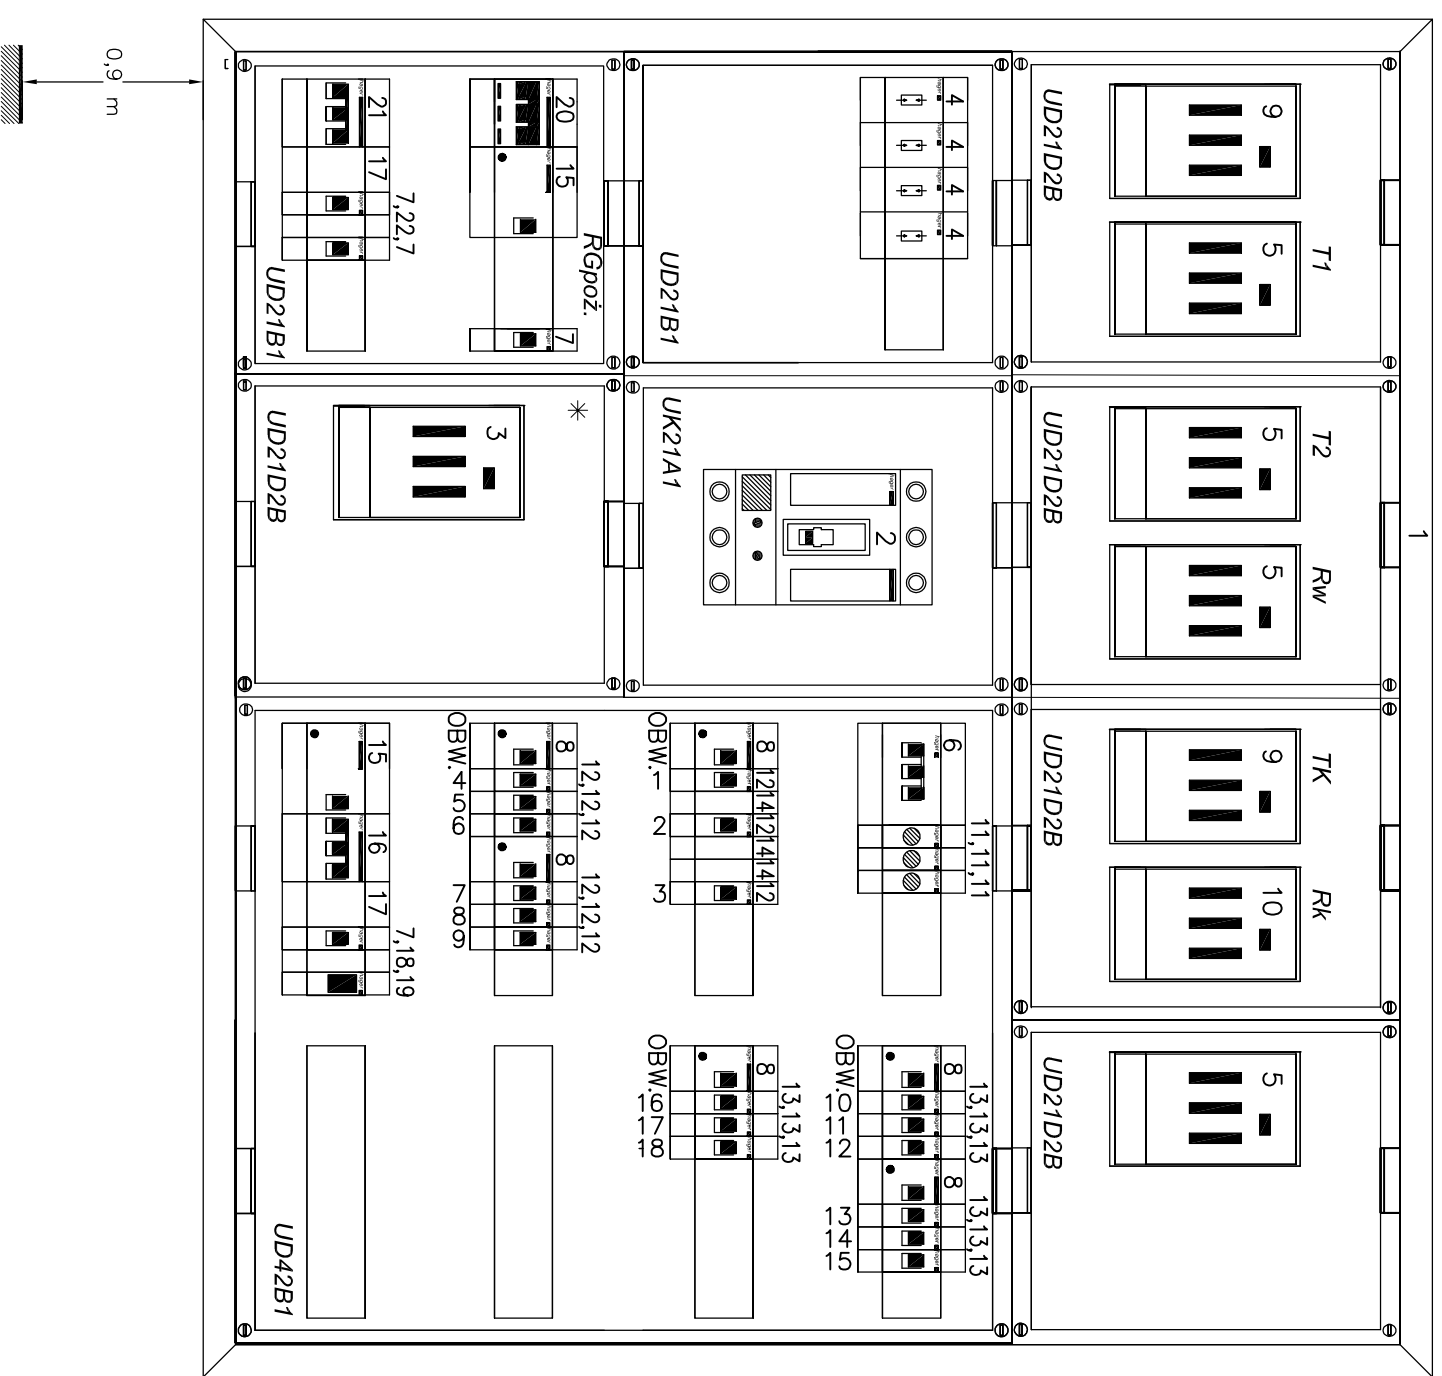 1
T1
9
5
UD21D2B
T2
Rw
5
5
UD21D2B
TK
Rk
9
10
UD21D2B
5
UD21D2B
4 4 4 4
UD21B1
2
UK21A1
11,11,11
6
13,13,13
13,13,13
8
8
OBW.10 11 12 13 14 15
8 12 14 12 14 14 12
OBW.1 2 3
13,13,13
8
OBW.16 17 18
RGpoż.
20 15 7
7,22,7
21 17
UD21B1
3
*
UD21D2B
12,12,12
12,12,12
8
8
OBW.4 5 6 7 8 9
7,18,19
15 16 17
UD42B1
0,9 m